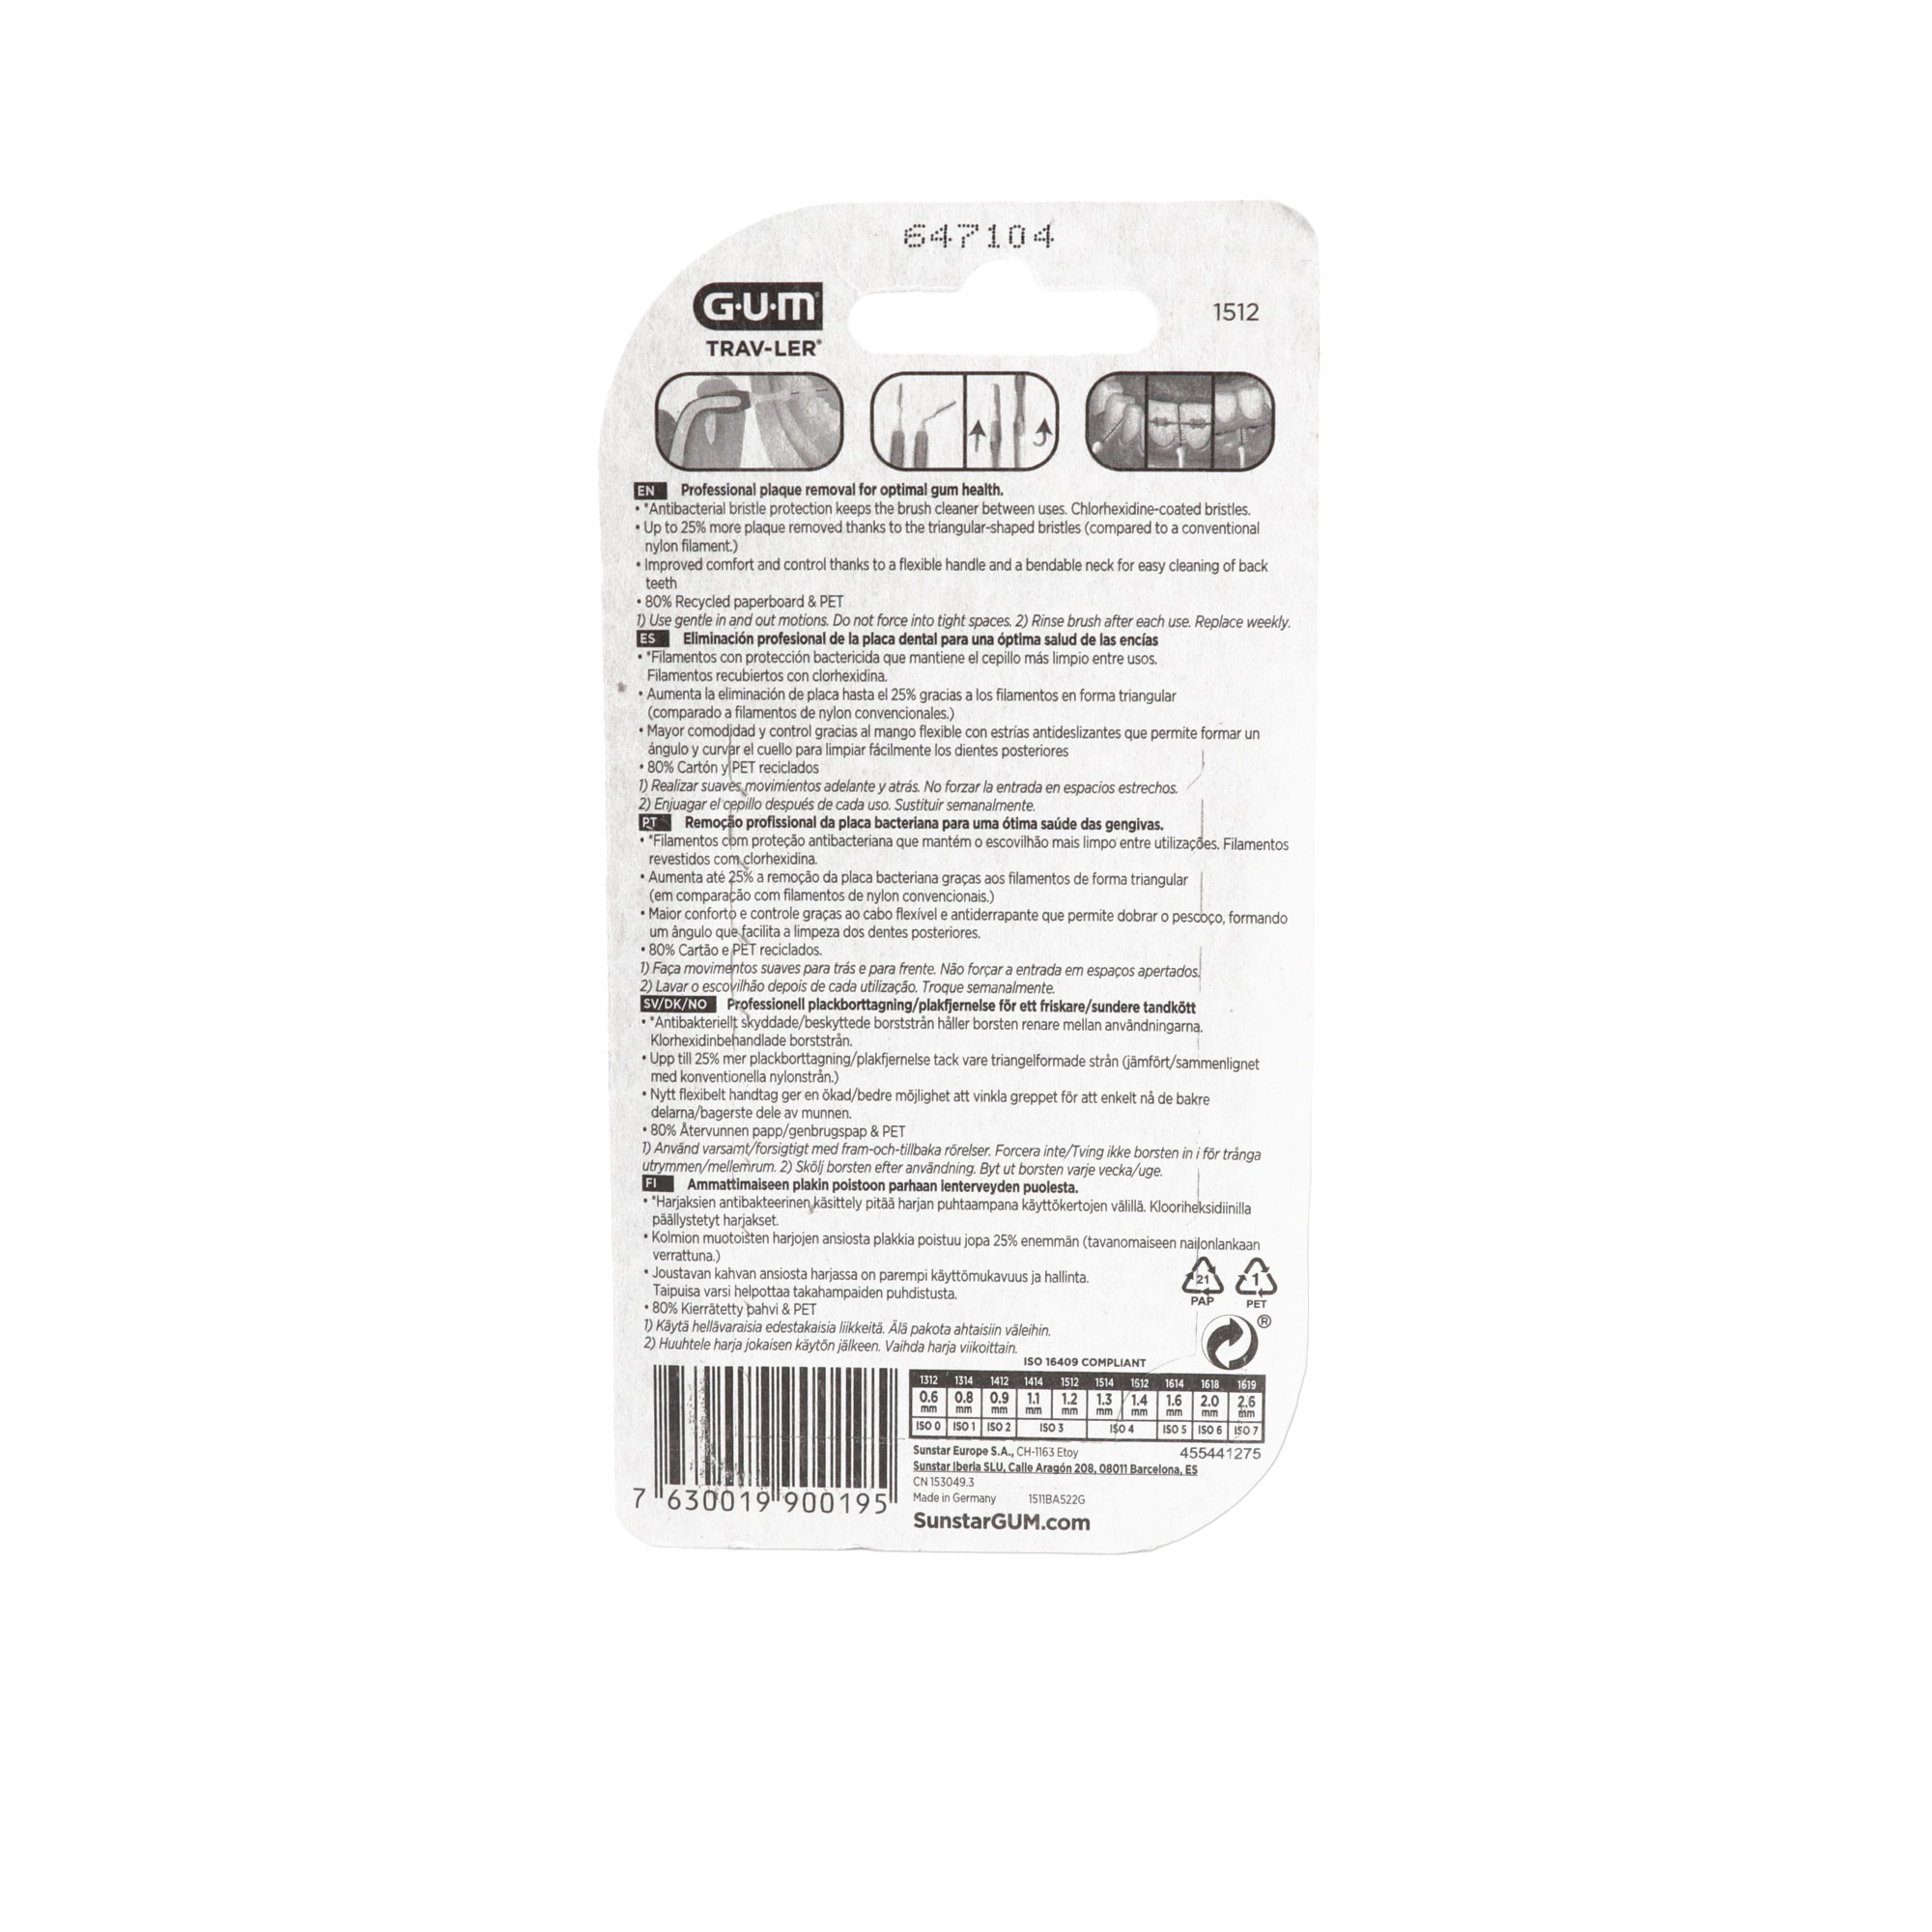 647104
G·U·M®
TRAV-LER®
1512
EN Professional plaque removal for optimal gum health.
• *Antibacterial bristle protection keeps the brush cleaner between uses. Chlorhexidine-coated bristles.
• Up to 25% more plaque removed thanks to the triangular-shaped bristles (compared to a conventional
nylon filament.)
• Improved comfort and control thanks to a flexible handle and a bendable neck for easy cleaning of back
teeth
• 80% Recycled paperboard & PET
1) Use gentle in and out motions. Do not force into tight spaces. 2) Rinse brush after each use. Replace weekly.
ES Eliminación profesional de la placa dental para una óptima salud de las encías
• *Filamentos con protección bactericida que mantiene el cepillo más limpio entre usos.
Filamentos recubiertos con clorhexidina.
• Aumenta la eliminación de placa hasta el 25% gracias a los filamentos en forma triangular
(comparado a filamentos de nylon convencionales.)
• Mayor comodidad y control gracias al mango flexible con estrías antideslizantes que permite formar un
ángulo y curvar el cuello para limpiar fácilmente los dientes posteriores
• 80% Cartón y PET reciclados
1) Realizar suaves movimientos adelante y atrás. No forzar la entrada en espacios estrechos.
2) Enjuagar el cepillo después de cada uso. Sustituir semanalmente.
PT Remoção profissional da placa bacteriana para uma ótima saúde das gengivas.
• *Filamentos com proteção antibacteriana que mantém o escovilhão mais limpo entre utilizações. Filamentos
revestidos com clorhexidina.
• Aumenta até 25% a remoção da placa bacteriana graças aos filamentos de forma triangular
(em comparação com filamentos de nylon convencionais.)
• Maior conforto e controle graças ao cabo flexível e antiderrapante que permite dobrar o pescoço, formando
um ângulo que facilita a limpeza dos dentes posteriores.
• 80% Cartão e PET reciclados.
1) Faça movimentos suaves para trás e para frente. Não forçar a entrada em espaços apertados.
2) Lavar o escovilhão depois de cada utilização. Troque semanalmente.
SV/DK/NO Professionell plackborttagning/plakfjernelse för ett friskare/sundere tandkött
• *Antibakteriellt skyddade/beskyttede borststrån håller borsten renare mellan användningarna.
Klorhexidinbehandlade borststrån.
• Upp till 25% mer plackborttagning/plakfjernelse tack vare triangelformade strån (jämfört/sammenlignet
med konventionella nylonstrån.)
• Nytt flexibelt handtag ger en ökad/bedre möjlighet att vinkla greppet för att enkelt nå de bakre
delarna/bagerste dele av munnen.
• 80% Återvunnen papp/genbrugspap & PET
1) Använd varsamt/forsigtigt med fram-och-tillbaka rörelser. Forcera inte/Tving ikke borsten in i för trånga
utrymmen/mellemrum. 2) Skölj borsten efter användning. Byt ut borsten varje vecka/uge.
FI Ammattimaiseen plakin poistoon parhaan ienterveyden puolesta.
• *Harjaksien antibakteerinen käsittely pitää harjan puhtaampana käyttökertojen välillä. Klooriheksidiinilla
päällystetyt harjakset.
• Kolmion muotoisten harjojen ansiosta plakkia poistuu jopa 25% enemmän (tavanomaiseen nailonlankaan
verrattuna.)
• Joustavan kahvan ansiosta harjassa on parempi käyttömukavuus ja hallinta.
Taipuisa varsi helpottaa takahampaiden puhdistusta.
• 80% Kierrätetty pahvi & PET
1) Käytä hellävaraisia edestakaisia liikkeitä. Älä pakota ahtaisiin väleihin.
2) Huuhtele harja jokaisen käytön jälkeen. Vaihda harja viikoittain.
21 1
PAP PET
®
ISO 16409 COMPLIANT
1312 1314 1412 1414 1512 1514 1512 1614 1618 1619
0.6 0.8 0.9 1.1 1.2 1.3 1.4 1.6 2.0 2.6
mm mm mm mm mm mm mm mm mm mm
ISO 0 ISO 1 ISO 2 ISO 3 ISO 4 ISO 5 ISO 6 ISO 7
Sunstar Europe S.A., CH-1163 Etoy 455441275
Sunstar Iberia SLU, Calle Aragón 208, 08011 Barcelona, ES
CN 153049.3
Made in Germany 1511BA522G
SunstarGUM.com
7 630019 900195